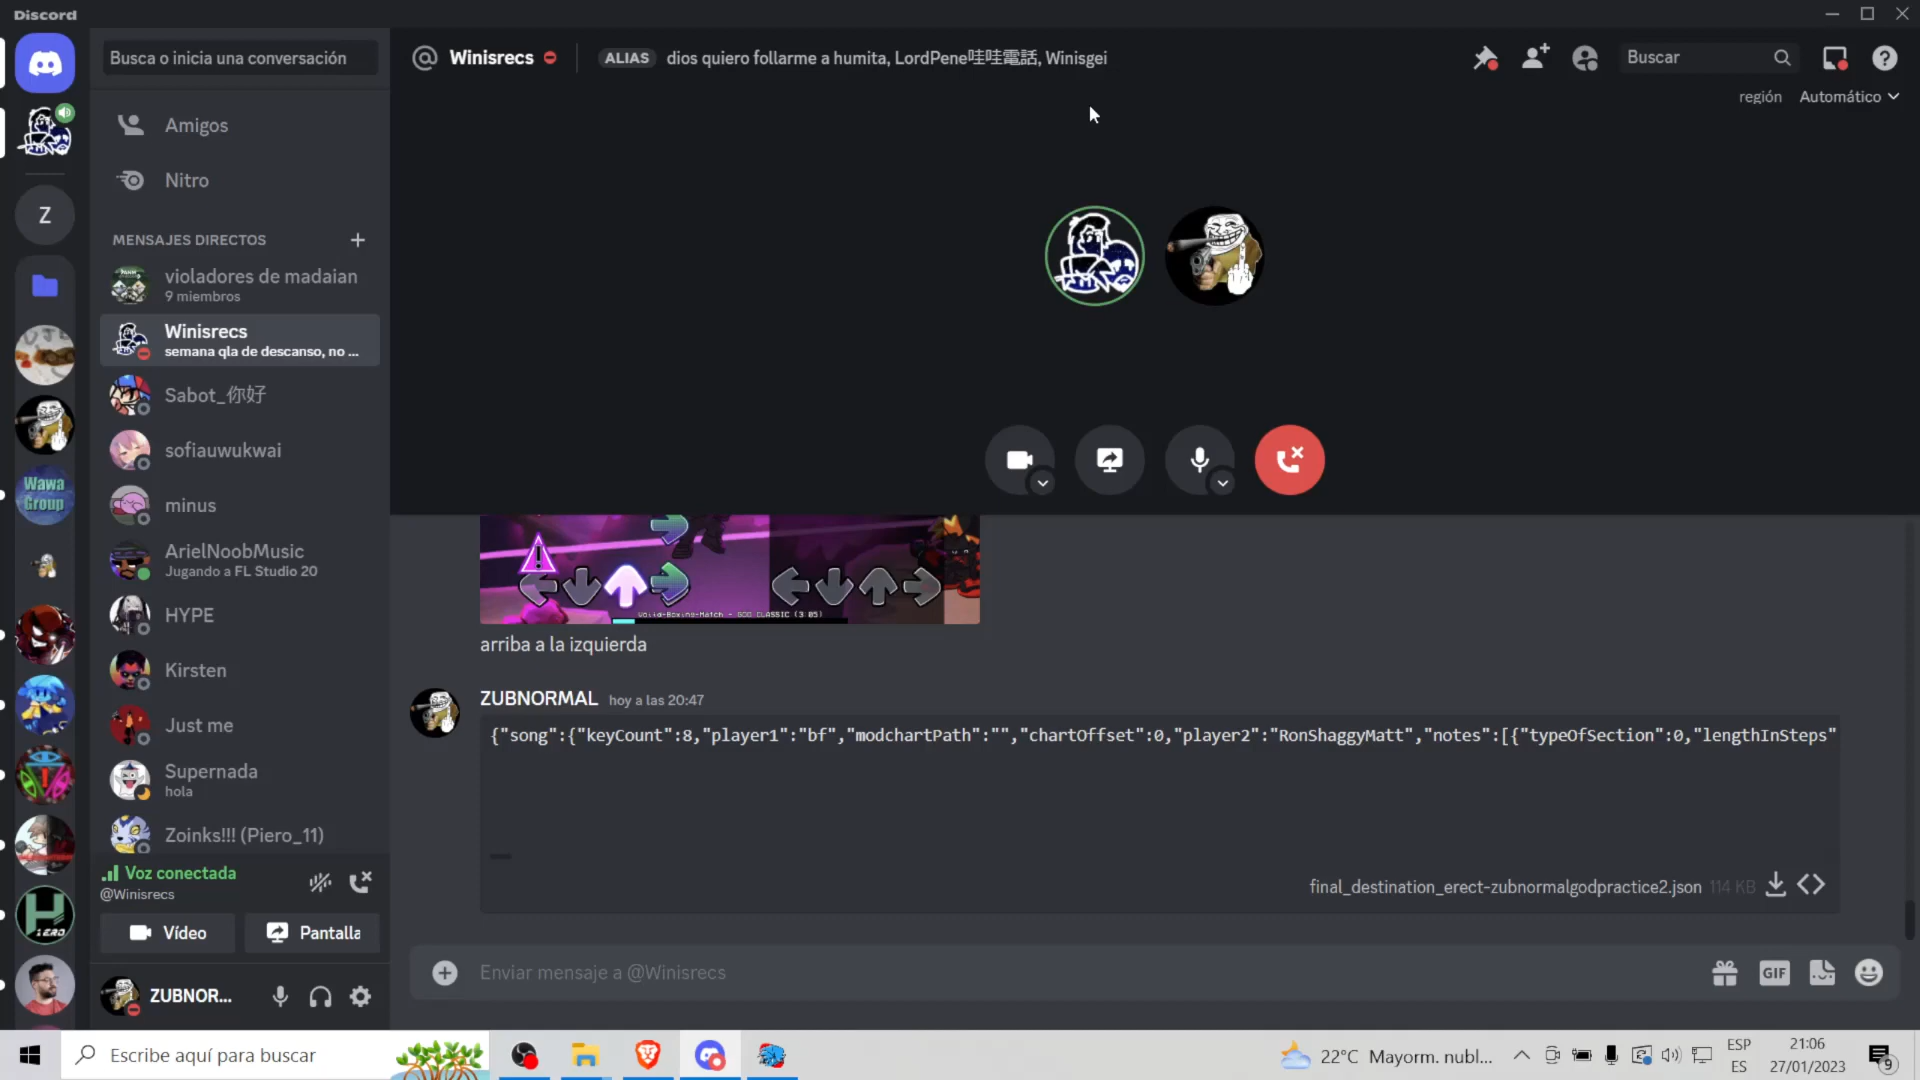 Discord
Busca o inicia una conversación
Winisrecs
ALIAS
dios quiero follarme a humita, LordPene哇哇電話, Winisgei
Buscar
región
Automático
Amigos
Nitro
Z
MENSAJES DIRECTOS
violadores de madaian
9 miembros
Winisrecs
semana qla de descanso, no ...
Sabot_你好
sofiauwukwai
Wawa
Group
minus
ArielNoobMusic
Jugando a FL Studio 20
HYPE
Kirsten
Just me
Supernada
hola
Zoinks!!! (Piero_11)
Voz conectada
@Winisrecs
Vídeo
Pantalla
ZUBNOR...
arriba a la izquierda
ZUBNORMAL hoy a las 20:47
{"song":{"keyCount":8,"player1":"bf","modchartPath":"","chartOffset":0,"player2":"RonShaggyMatt","notes":[{"typeOfSection":0,"lengthInSteps"
final_destination_erect-zubnormalgodpractice2.json 114 KB
Enviar mensaje a @Winisrecs
GIF
Escribe aquí para buscar
22°C Mayorm. nubl...
ESP
ES
21:06
27/01/2023
9